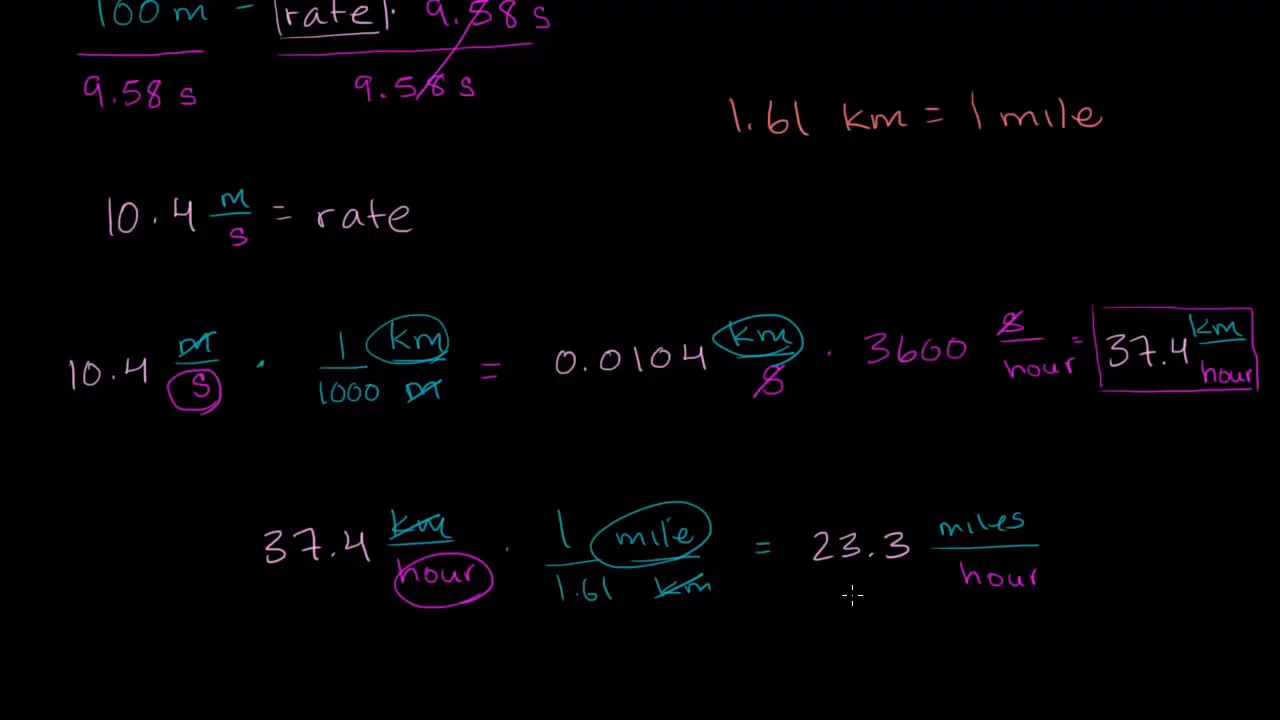 100 m = rate · 9.58 s
9.58 s 9.58 s
1.61 km = 1 mile
10.4 m/s = rate
10.4 m/s · 1 km/1000 m = 0.0104 km/s · 3600 s/hour = 37.4 km/hour
37.4 km/hour · 1 mile/1.61 km = 23.3 miles/hour